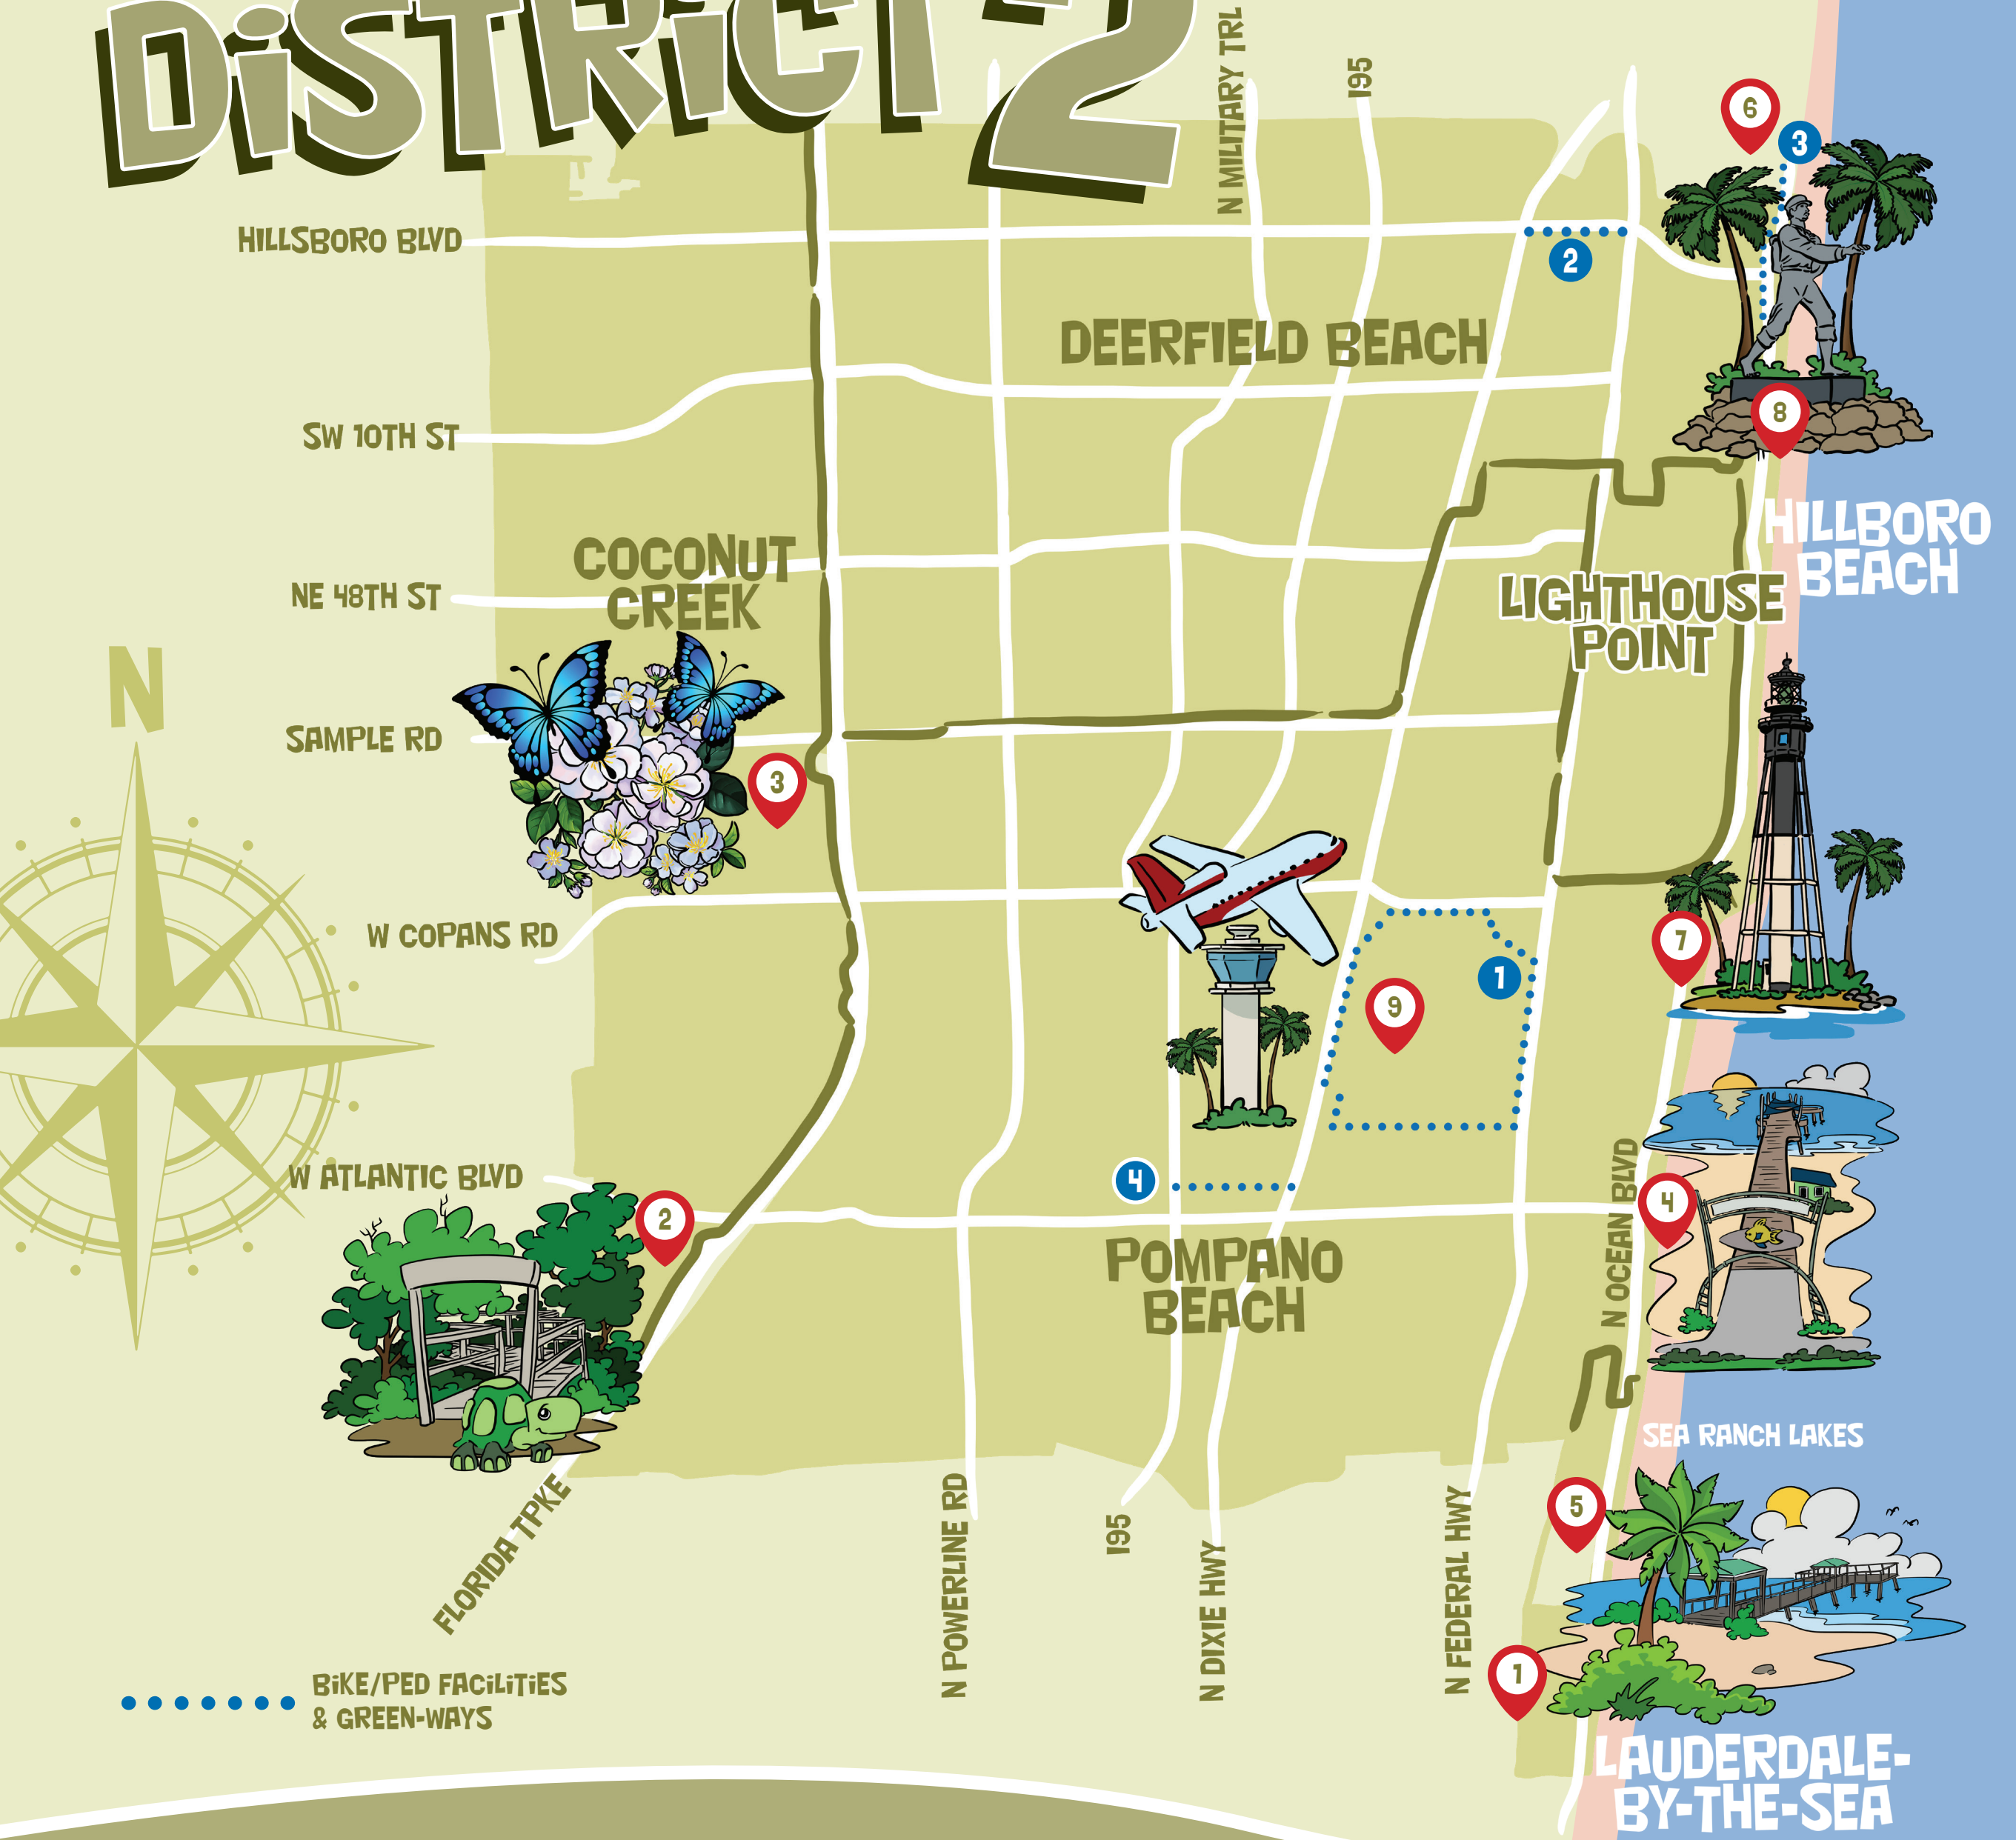 DiSTRiCT 2
N MILITARY TRL
I95
6
3
HILLSBORO BLVD
2
DEERFIELD BEACH
8
SW 10TH ST
HILLBORO
BEACH
COCONUT
CREEK
NE 48TH ST
LIGHTHOUSE
POINT
N
SAMPLE RD
3
W COPANS RD
7
1
9
W ATLANTIC BLVD
4
2
4
N OCEAN BLVD
POMPANO
BEACH
SEA RANCH LAKES
5
FLORIDA TPKE
N POWERLINE RD
I95
N DIXIE HWY
N FEDERAL HWY
1
BiKE/PED FACiLiTiES
& GREEN-WAYS
LAUDERDALE-
BY-THE-SEA